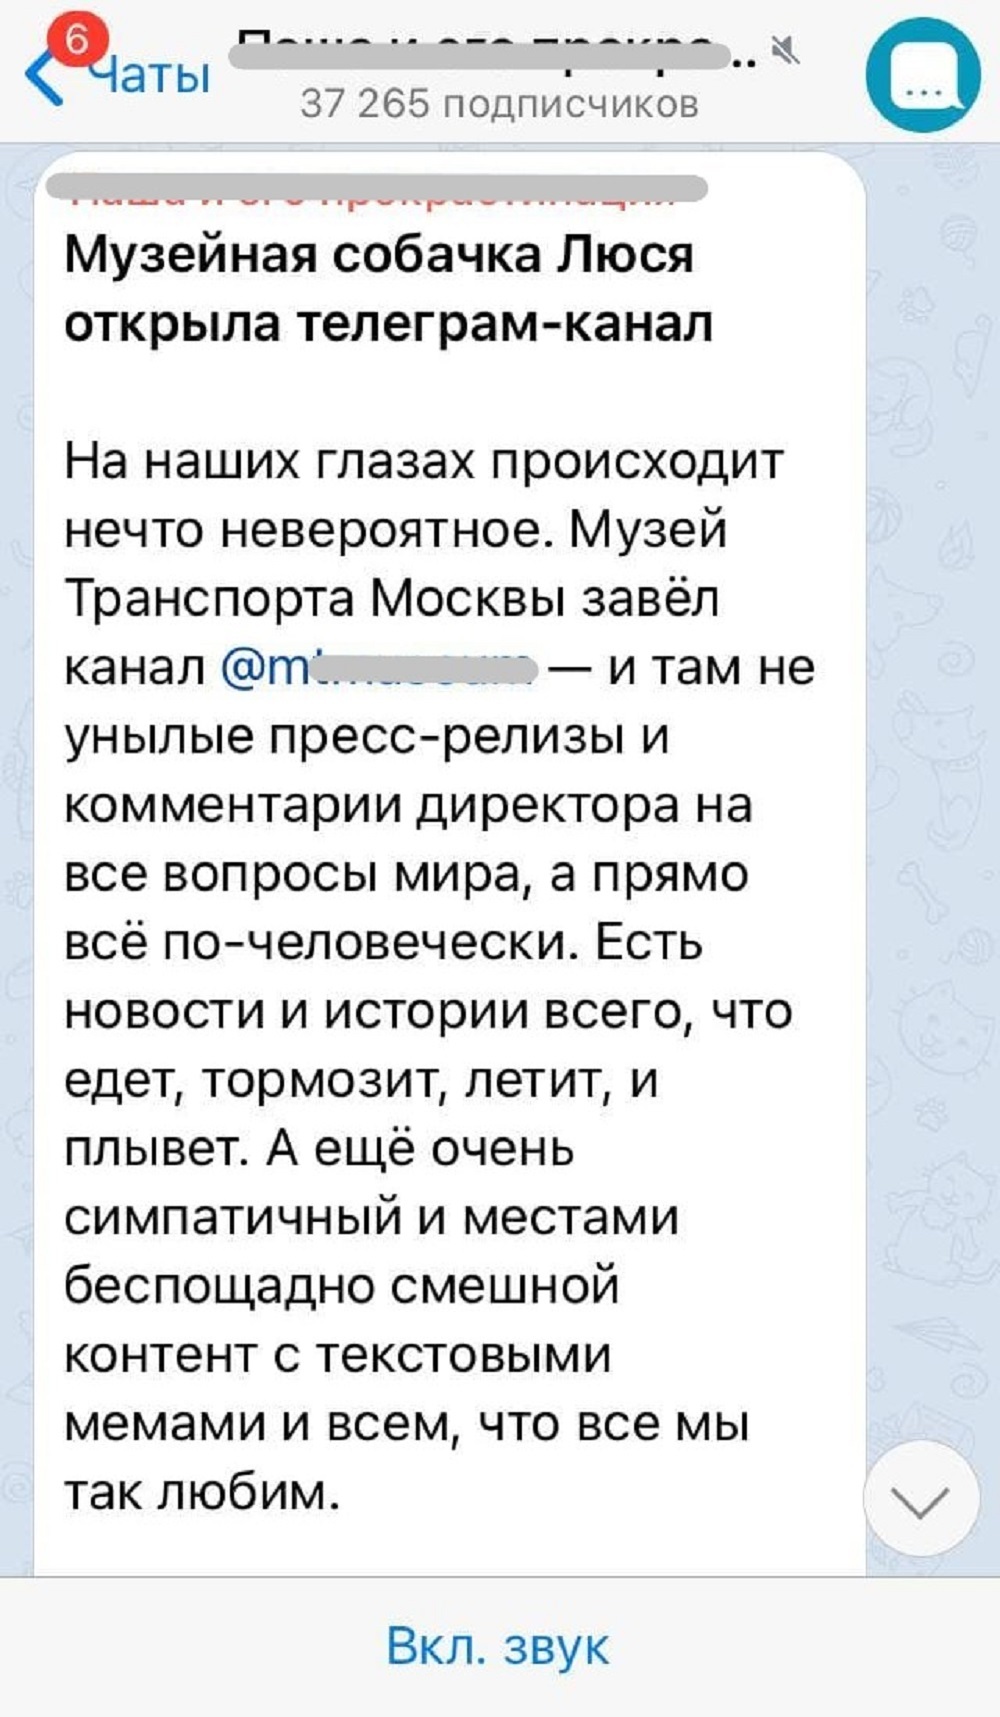 6
Чаты
37 265 подписчиков
Музейная собачка Люся
открыла телеграм-канал
На наших глазах происходит
нечто невероятное. Музей
Транспорта Москвы завёл
канал — и там не
унылые пресс-релизы и
комментарии директора на
все вопросы мира, а прямо
всё по-человечески. Есть
новости и истории всего, что
едет, тормозит, летит, и
плывет. А ещё очень
симпатичный и местами
беспощадно смешной
контент с текстовыми
мемами и всем, что все мы
так любим.
Вкл. звук